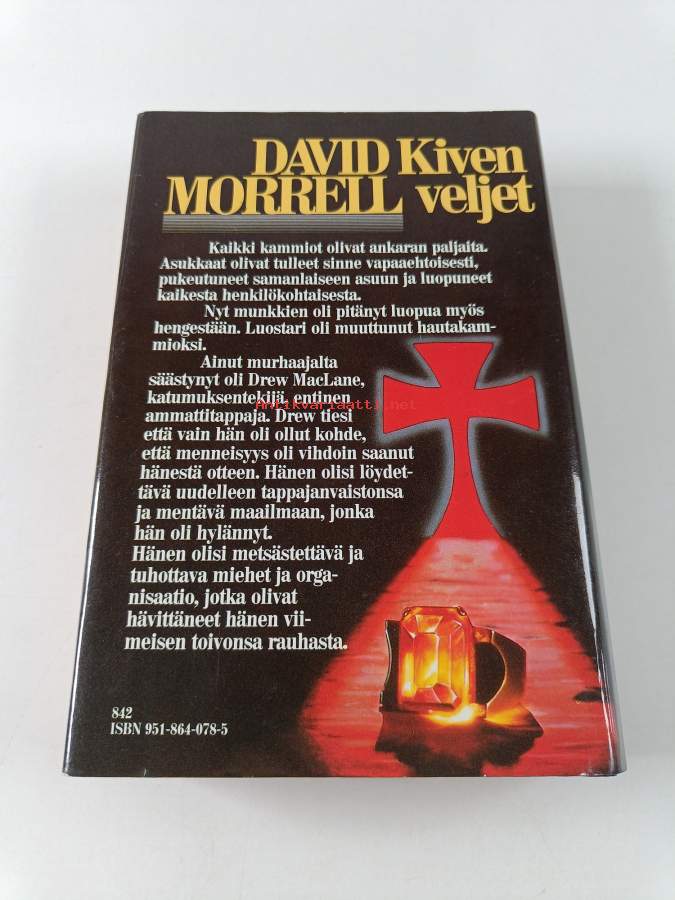 DAVID Kiven
MORRELL veljet
Kaikki kammiot olivat ankaran paljaita.
Asukkaat olivat tulleet sinne vapaaehtoisesti,
pukeutuneet samanlaiseen asuun ja luopuneet
kaikesta henkilökohtaisesta.
Nyt munkkien oli pitänyt luopua myös
hengestään. Luostari oli muuttunut hautakam-
mioksi.
Ainut murhaajalta
säästynyt oli Drew MacLane,
katumuksentekijä, entinen
Antikvariaatti.net
ammattitappaja. Drew tiesi
että vain hän oli ollut kohde,
että menneisyys oli vihdoin saanut
hänestä otteen. Hänen olisi löydet-
tävä uudelleen tappajanvaistonsa
ja mentävä maailmaan, jonka
hän oli hylännyt.
Hänen olisi metsästettävä ja
tuhottava miehet ja orga-
nisaatio, jotka olivat
hävittäneet hänen vii-
meisen toivonsa rauhasta.
842
ISBN 951-864-078-5